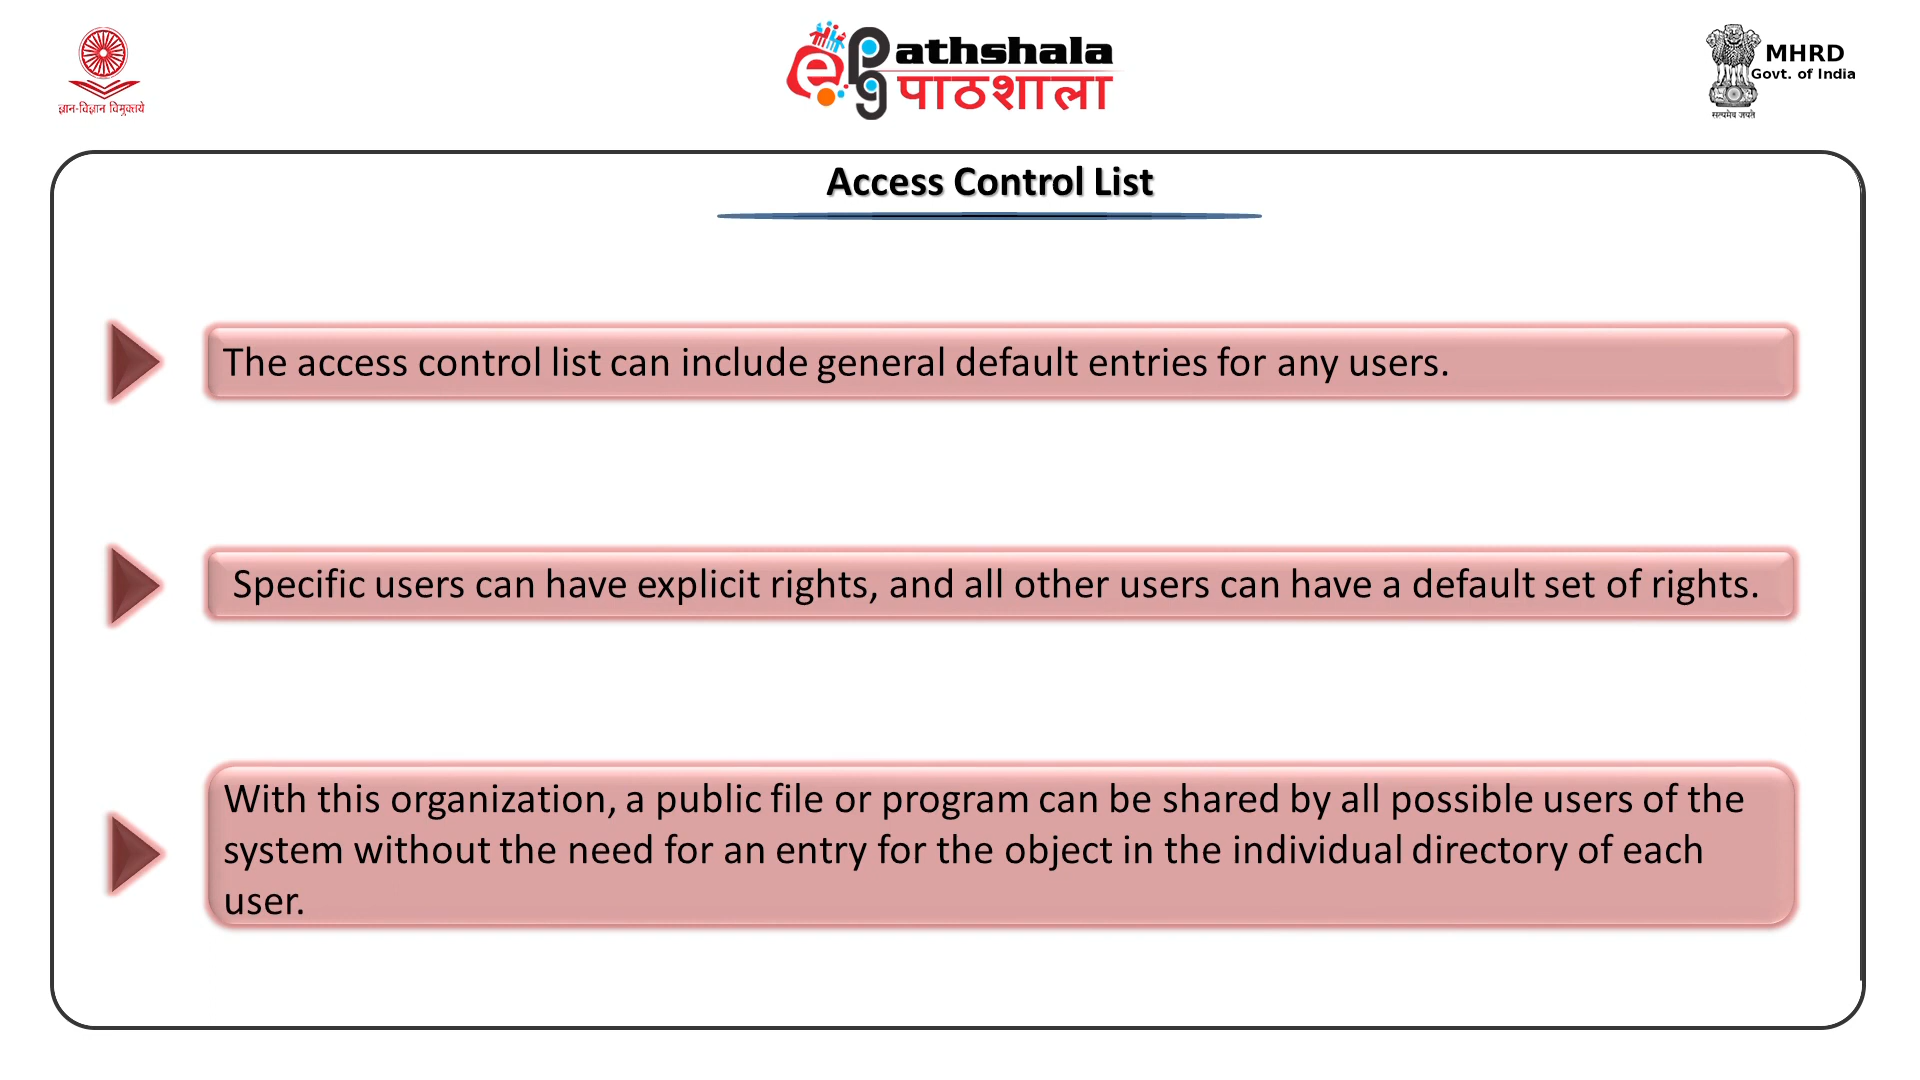 ज्ञान-विज्ञान विमुक्तये
e Pg athshala
पाठशाला
MHRD
Govt. of India
सत्यमेव जयते
Access Control List
The access control list can include general default entries for any users.
Specific users can have explicit rights, and all other users can have a default set of rights.
With this organization, a public file or program can be shared by all possible users of the
system without the need for an entry for the object in the individual directory of each
user.